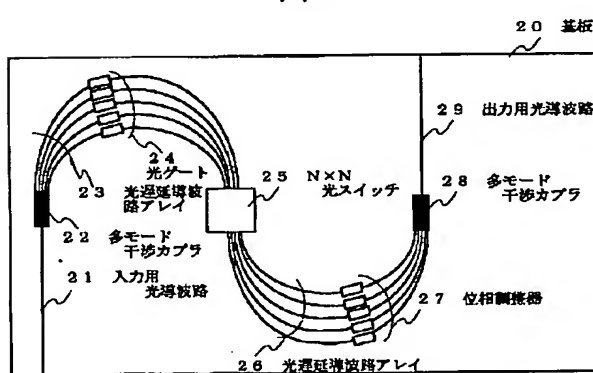 20 基板
29 出力用光導波路
24
光ゲート
23 光遅延導波
路アレイ
25 N×N
光スイッチ
28 多モード
干渉カプラ
22 多モード
干渉カプラ
21 入力用
光導波路
27 位相調整器
26 光遅延導波路アレイ